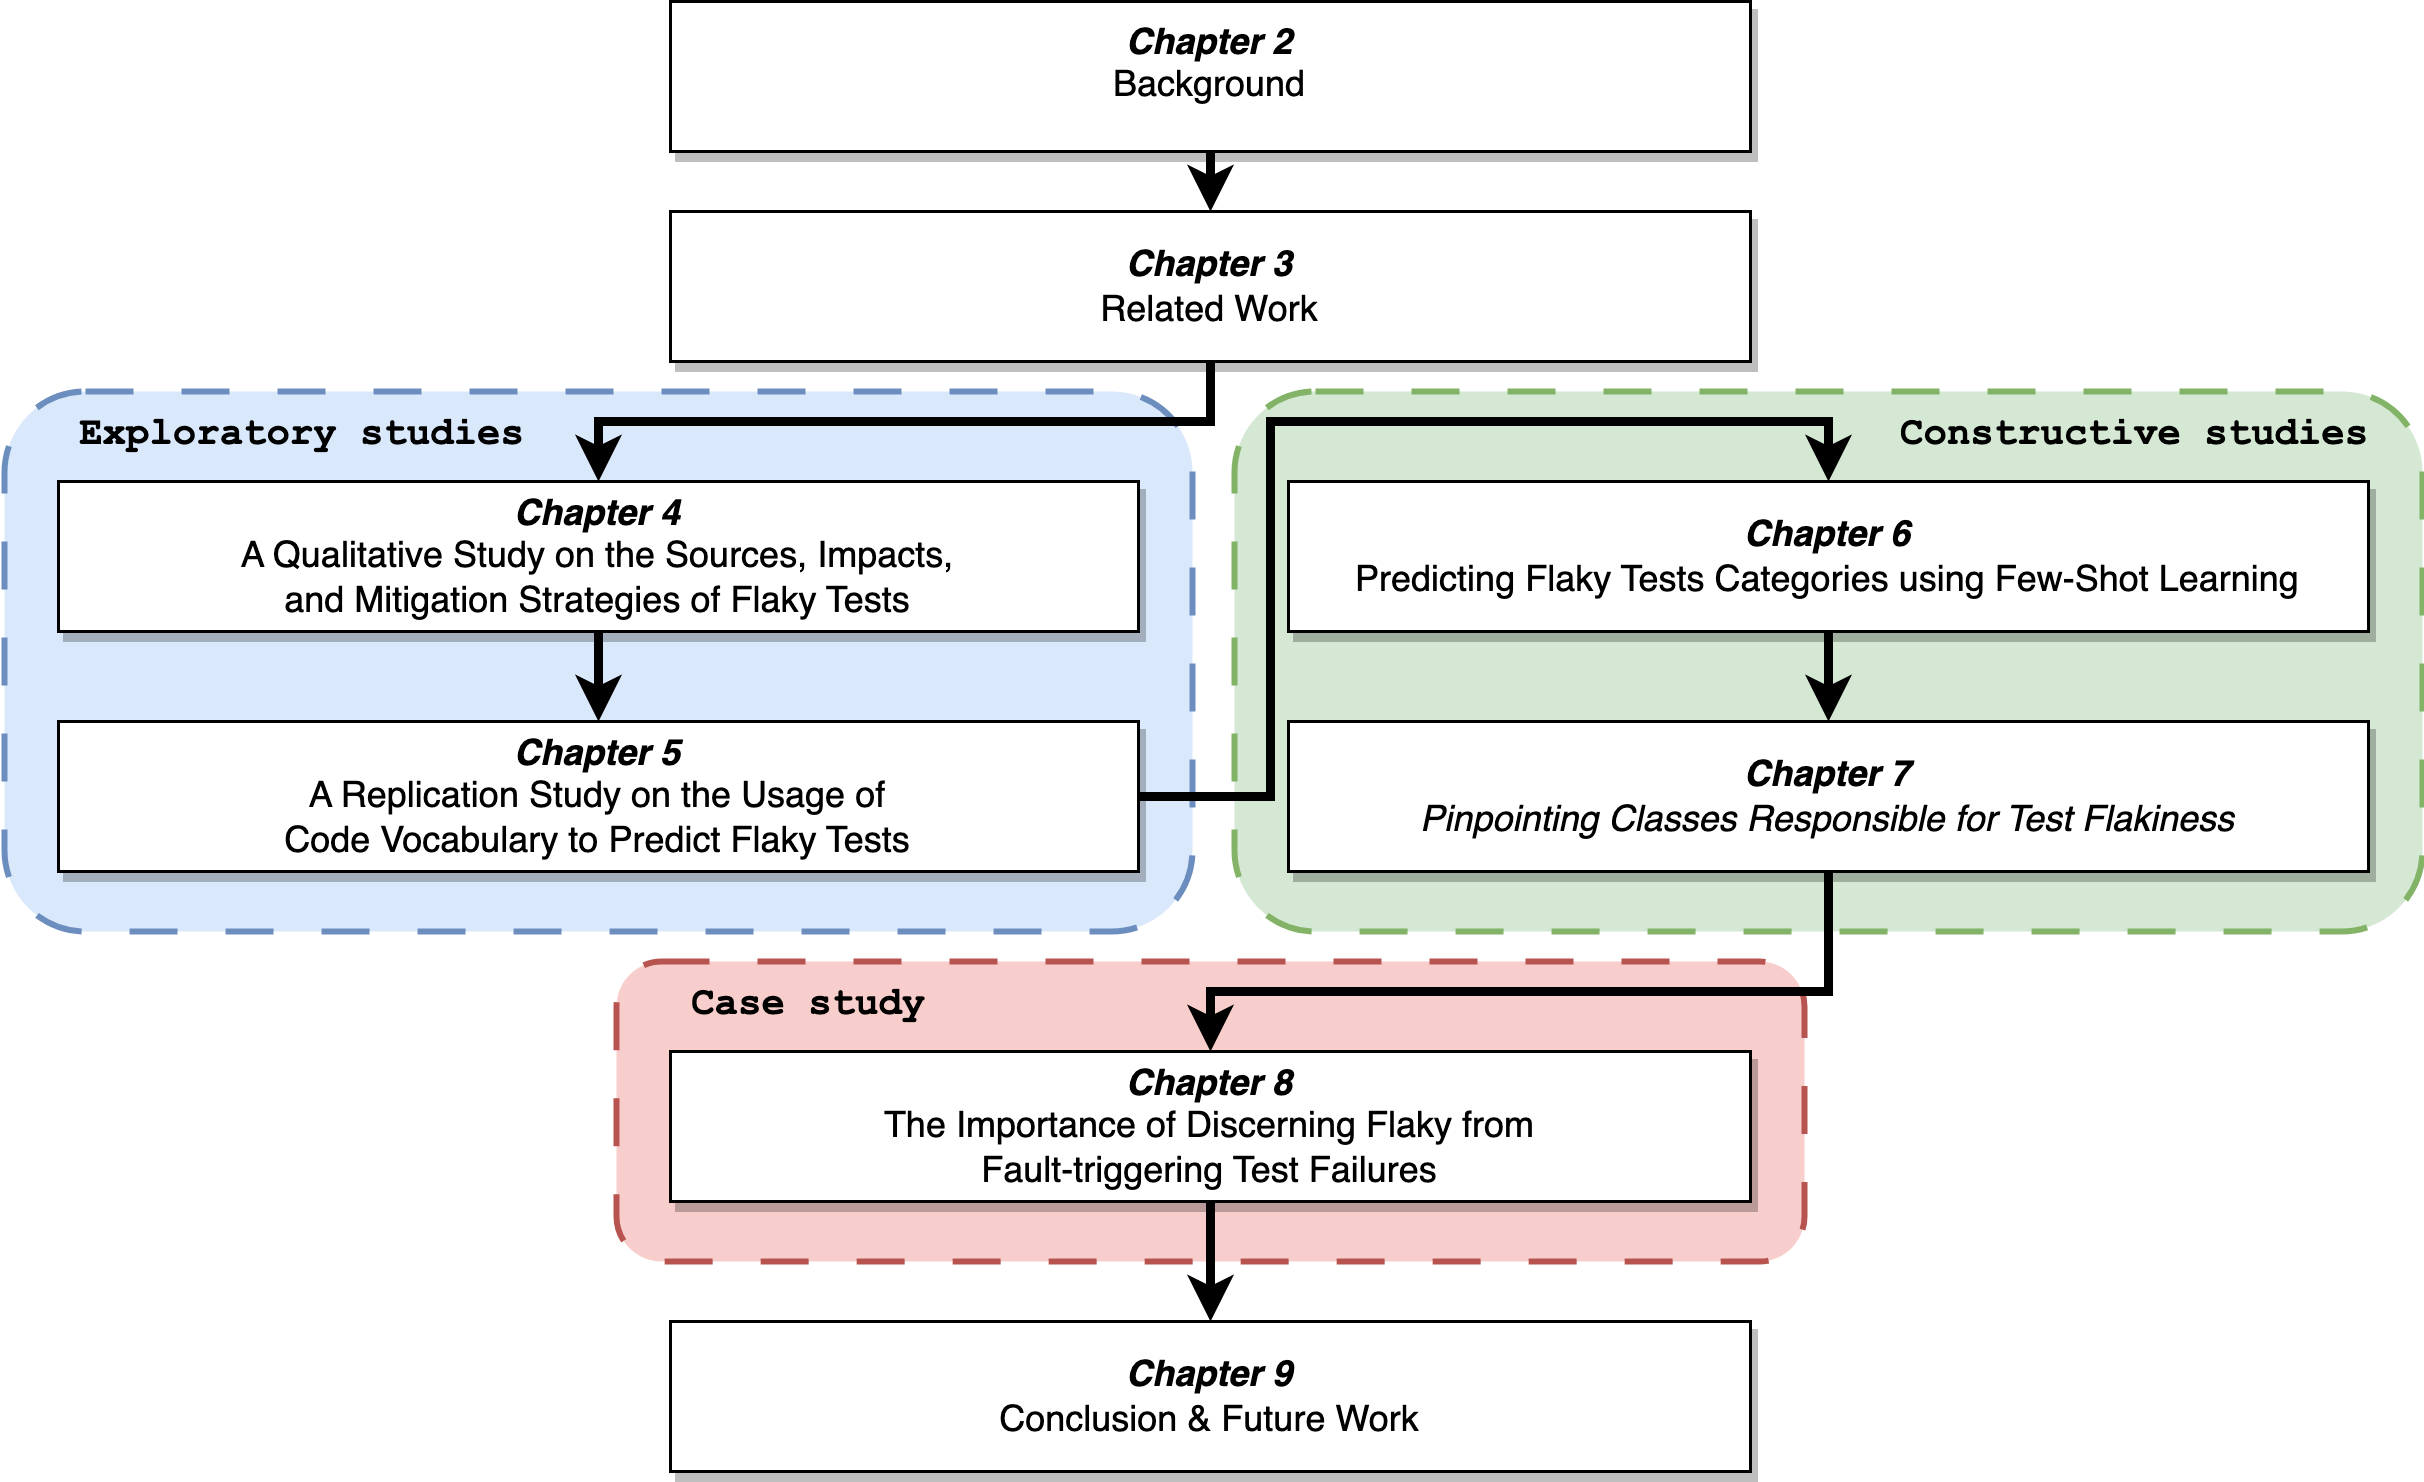 Chapter 2
Background
Chapter 3
Related Work
Exploratory studies
Chapter 4
A Qualitative Study on the Sources, Impacts,
and Mitigation Strategies of Flaky Tests
Chapter 5
A Replication Study on the Usage of
Code Vocabulary to Predict Flaky Tests
Constructive studies
Chapter 6
Predicting Flaky Tests Categories using Few-Shot Learning
Chapter 7
Pinpointing Classes Responsible for Test Flakiness
Case study
Chapter 8
The Importance of Discerning Flaky from
Fault-triggering Test Failures
Chapter 9
Conclusion & Future Work